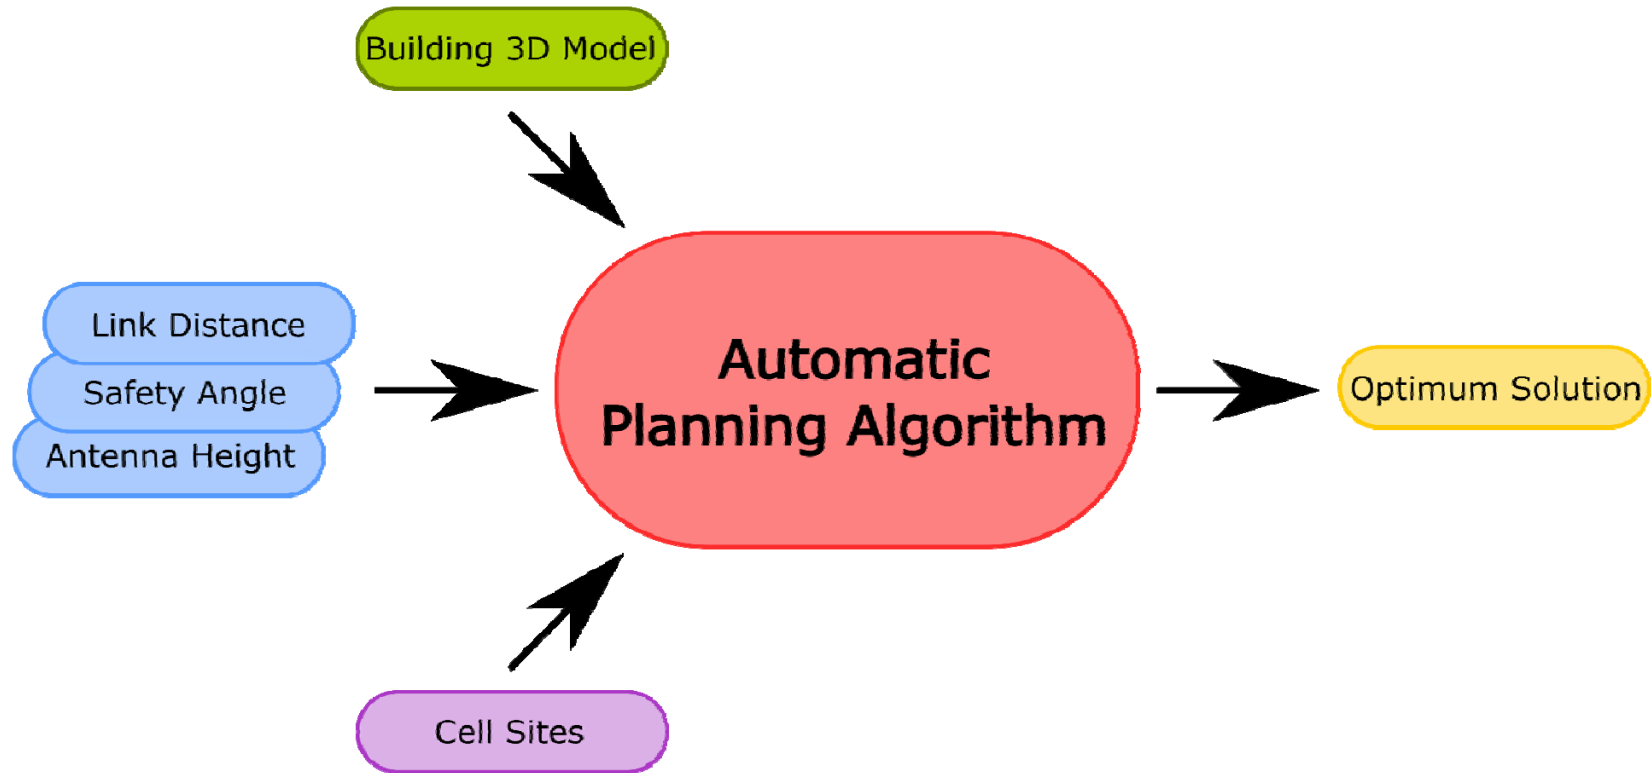 Building 3D Model
Link Distance
Safety Angle
Antenna Height
Automatic
Planning Algorithm
Optimum Solution
Cell Sites